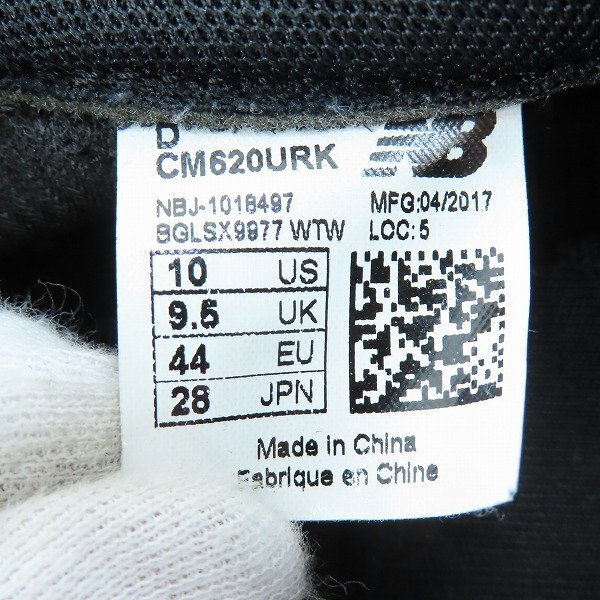 D
CM620URK
NBJ-1018497 MFG:04/2017
BGLSX9977 WTW LOC:5
10 US
9.5 UK
44 EU
28 JPN
Made in China
Fabrique en Chine